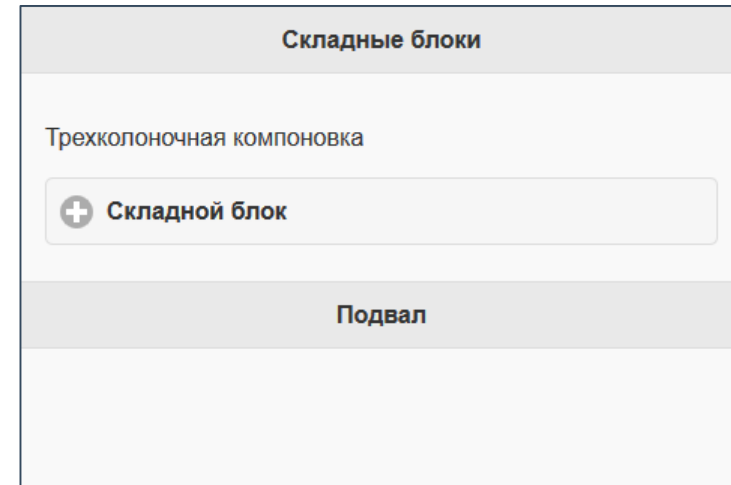 Складные блоки
Трехколоночная компоновка
Складной блок
Подвал